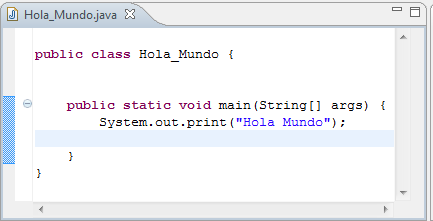 Hola_Mundo.java
public class Hola_Mundo {
public static void main(String[] args) {
System.out.print("Hola Mundo");
}
}